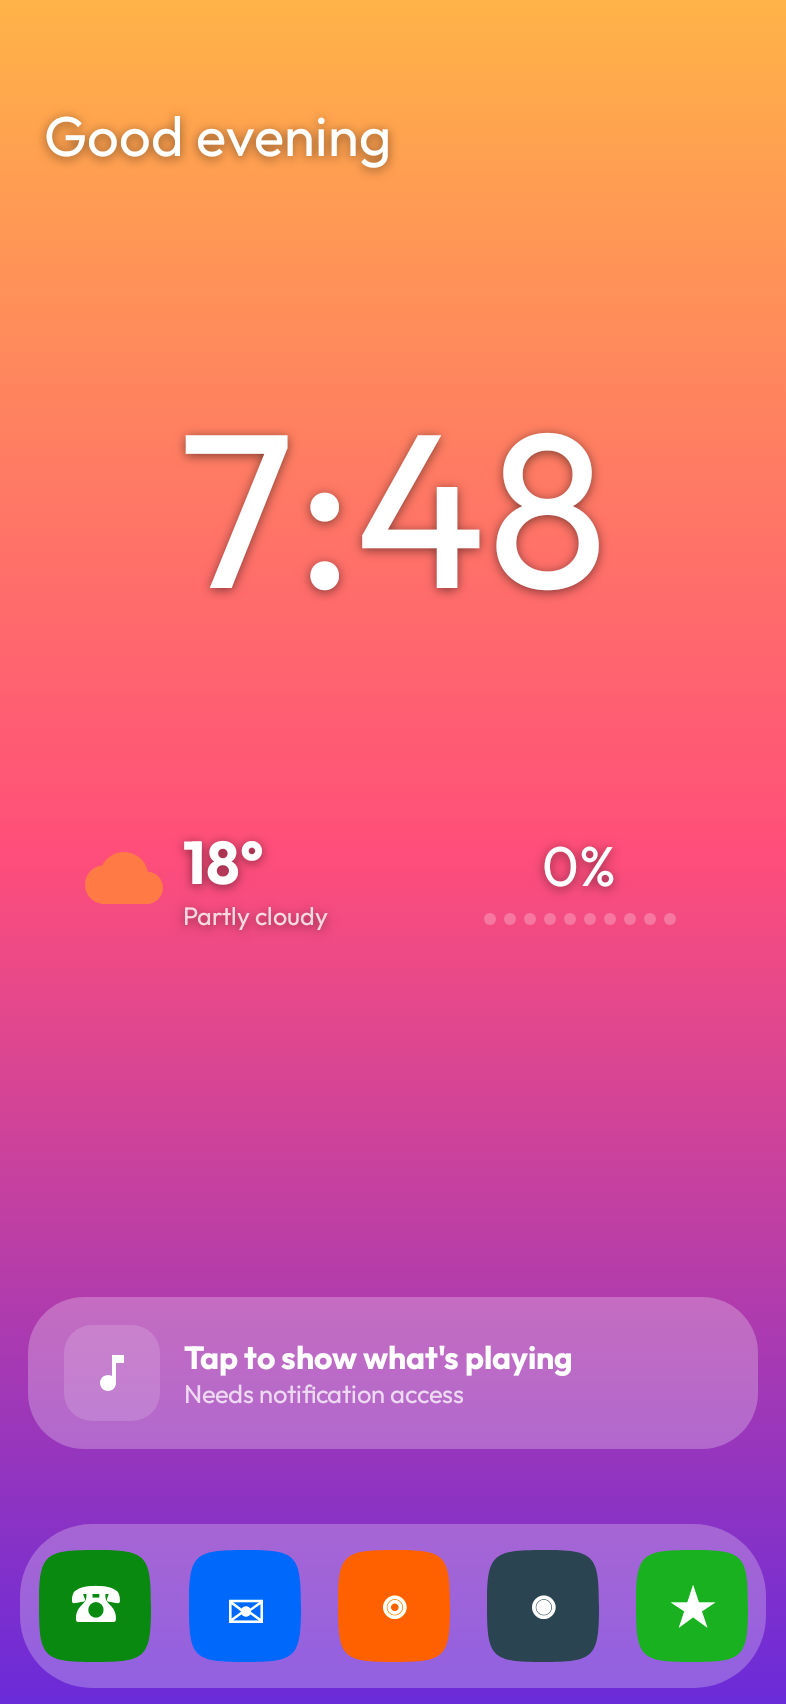 Good evening
7:48
18°
Partly cloudy
0%
Tap to show what's playing
Needs notification access